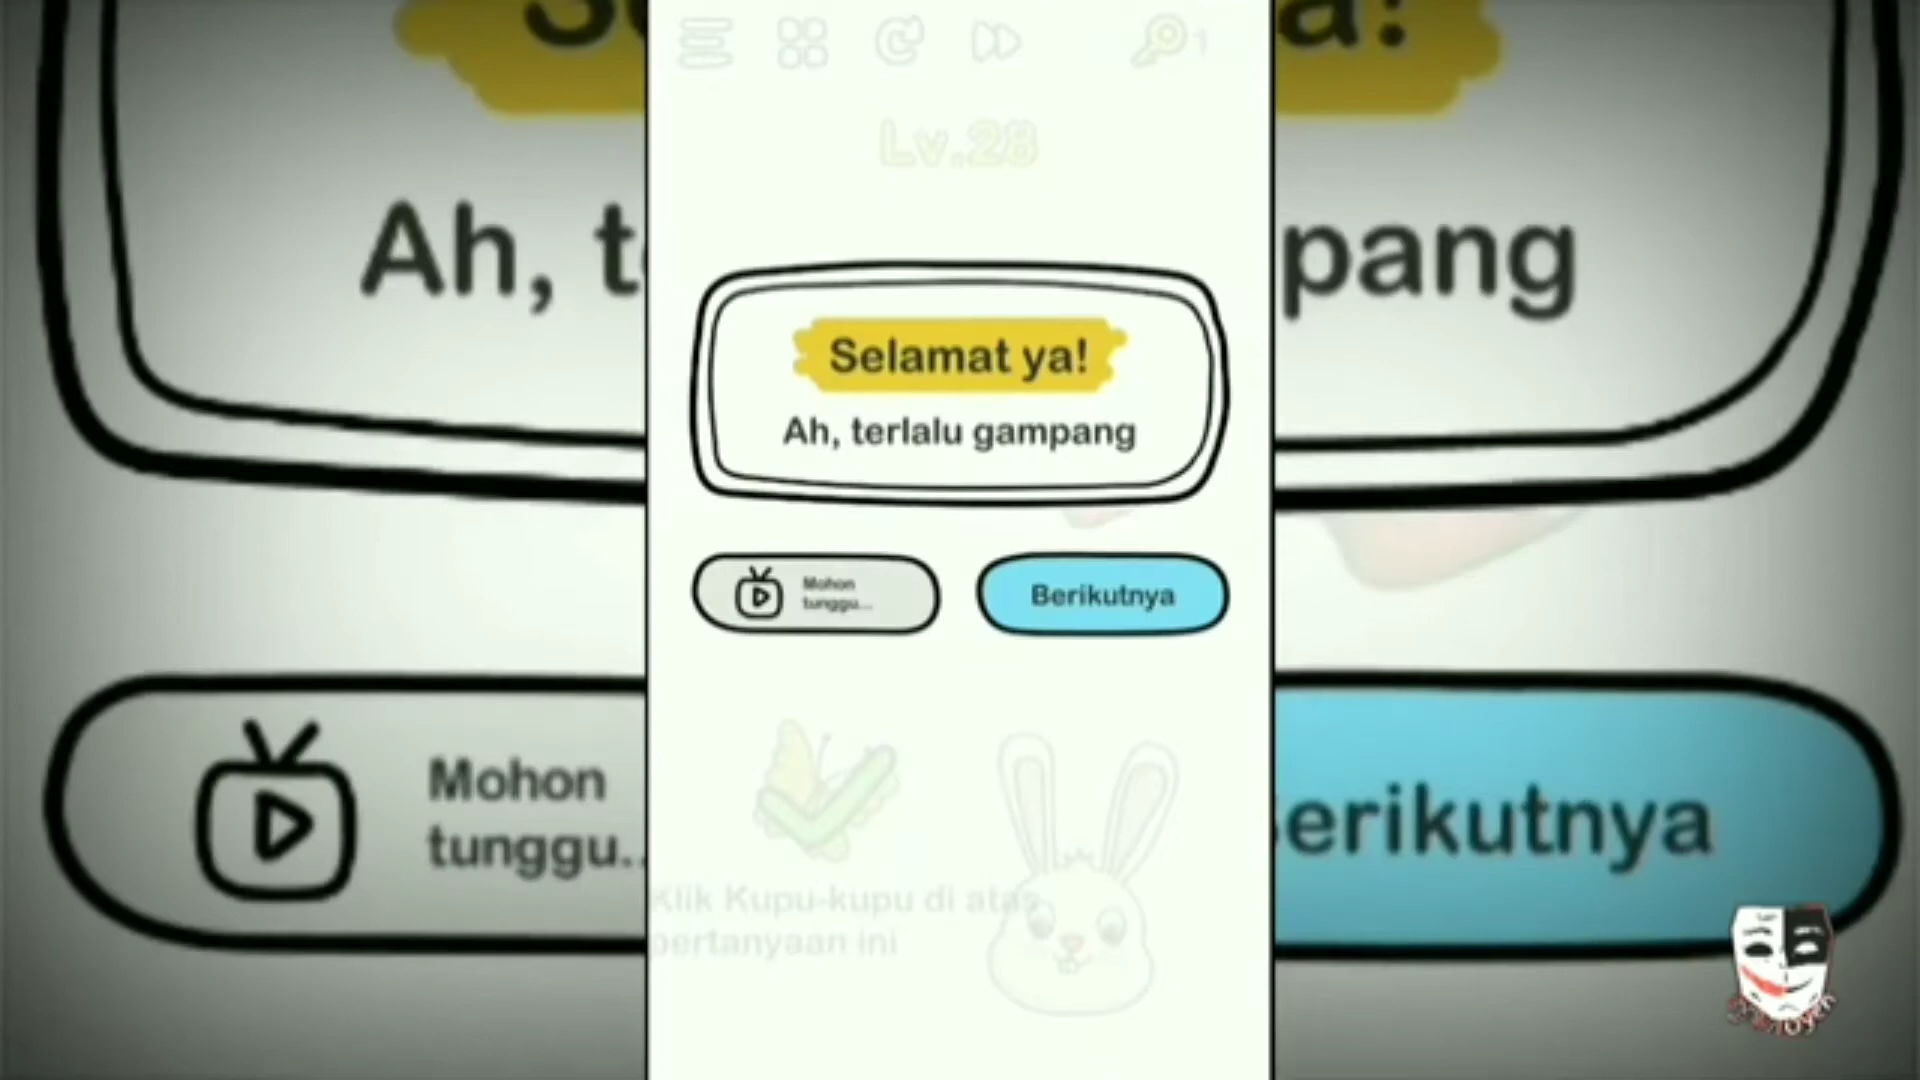 1
Lv.28
Selamat ya!
Ah, terlalu gampang
Mohon
tunggu...
Berikutnya
Klik Kupu-kupu di atas
pertanyaan ini
Ah, t
pang
a!
Mohon
tunggu..
erikutnya